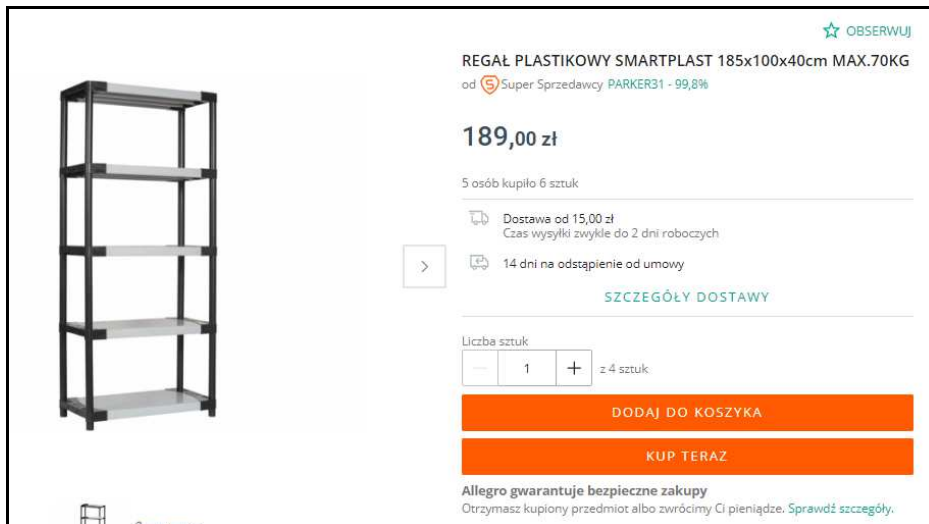 OBSERWUJ
REGAŁ PLASTIKOWY SMARTPLAST 185x100x40cm MAX.70KG
od S Super Sprzedawcy PARKER31 - 99,8%
189,00 zł
5 osób kupiło 6 sztuk
Dostawa od 15,00 zł
Czas wysyłki zwykle do 2 dni roboczych
14 dni na odstąpienie od umowy
SZCZEGÓŁY DOSTAWY
Liczba sztuk
— 1 + z 4 sztuk
DODAJ DO KOSZYKA
KUP TERAZ
Allegro gwarantuje bezpieczne zakupy
Otrzymasz kupiony przedmiot albo zwrócimy Ci pieniądze. Sprawdź szczegóły.